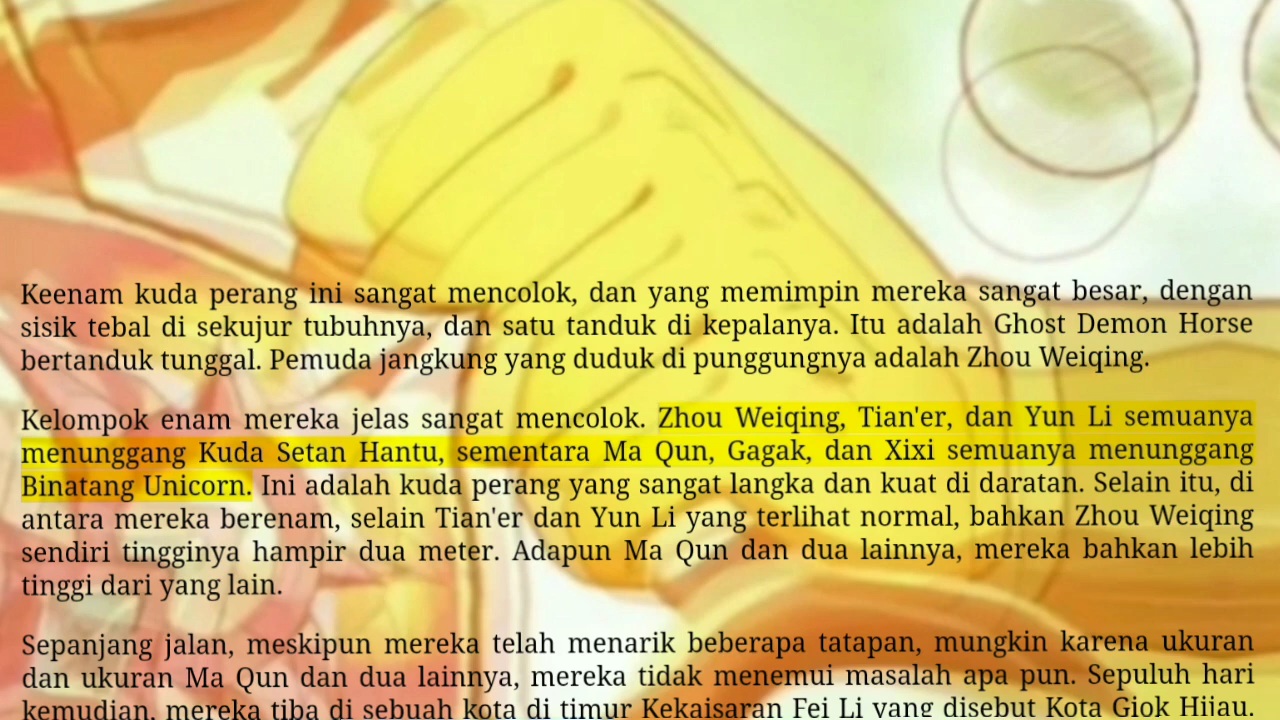 Keenam kuda perang ini sangat mencolok, dan yang memimpin mereka sangat besar, dengan
sisik tebal di sekujur tubuhnya, dan satu tanduk di kepalanya. Itu adalah Ghost Demon Horse
bertanduk tunggal. Pemuda jangkung yang duduk di punggungnya adalah Zhou Weiqing.
Kelompok enam mereka jelas sangat mencolok. Zhou Weiqing, Tian'er, dan Yun Li semuanya
menunggang Kuda Setan Hantu, sementara Ma Qun, Gagak, dan Xixi semuanya menunggang
Binatang Unicorn. Ini adalah kuda perang yang sangat langka dan kuat di daratan. Selain itu, di
antara mereka berenam, selain Tian'er dan Yun Li yang terlihat normal, bahkan Zhou Weiqing
sendiri tingginya hampir dua meter. Adapun Ma Qun dan dua lainnya, mereka bahkan lebih
tinggi dari yang lain.
Sepanjang jalan, meskipun mereka telah menarik beberapa tatapan, mungkin karena ukuran
dan ukuran Ma Qun dan dua lainnya, mereka tidak menemui masalah apa pun. Sepuluh hari
kemudian, mereka tiba di sebuah kota di timur Kekaisaran Fei Li yang disebut Kota Giok Hijau.